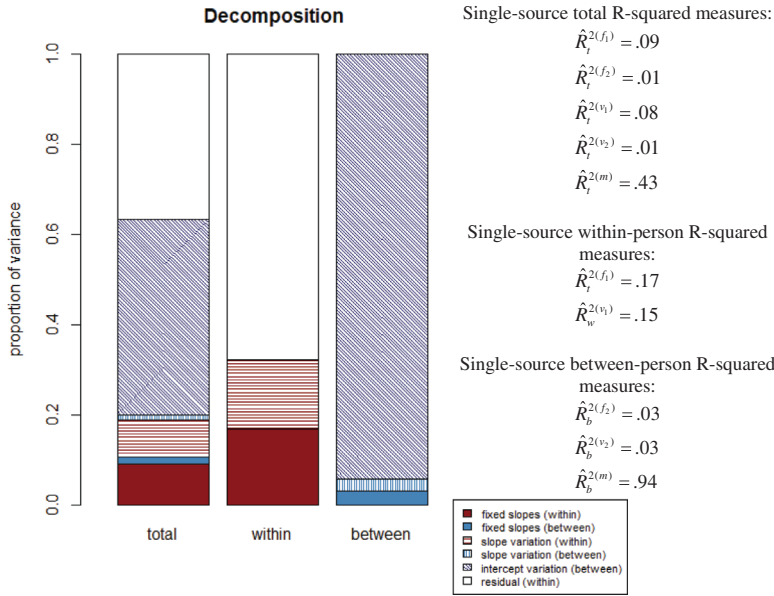 Decomposition
proportion of variance
1.0
0.8
0.6
0.4
0.2
0.0
total within between
Single-source total R-squared measures:
R̂ₜ²⁽ᶠ¹⁾ = .09
R̂ₜ²⁽ᶠ²⁾ = .01
R̂ₜ²⁽ᵛ¹⁾ = .08
R̂ₜ²⁽ᵛ²⁾ = .01
R̂ₜ²⁽ᵐ⁾ = .43
Single-source within-person R-squared
measures:
R̂ₜ²⁽ᶠ¹⁾ = .17
R̂_w²⁽ᵛ¹⁾ = .15
Single-source between-person R-squared
measures:
R̂_b²⁽ᶠ²⁾ = .03
R̂_b²⁽ᵛ²⁾ = .03
R̂_b²⁽ᵐ⁾ = .94
fixed slopes (within)
fixed slopes (between)
slope variation (within)
slope variation (between)
intercept variation (between)
residual (within)